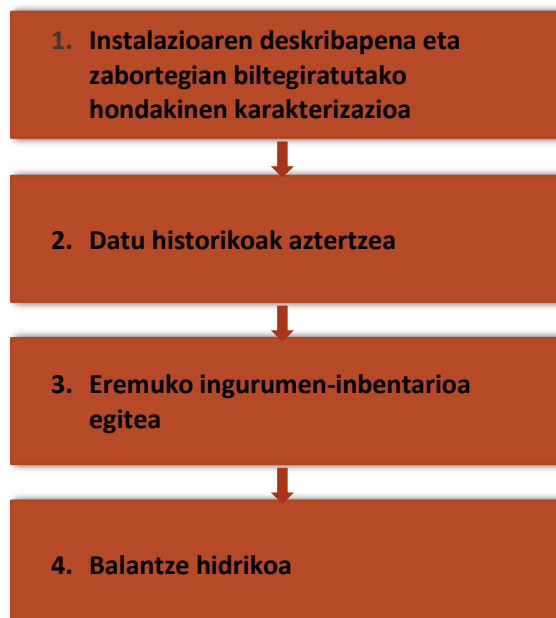 1. Instalazioaren deskribapena eta
zabortegian biltegiratutako
hondakinen karakterizazioa
2. Datu historikoak aztertzea
3. Eremuko ingurumen-inbentarioa
egitea
4. Balantze hidrikoa